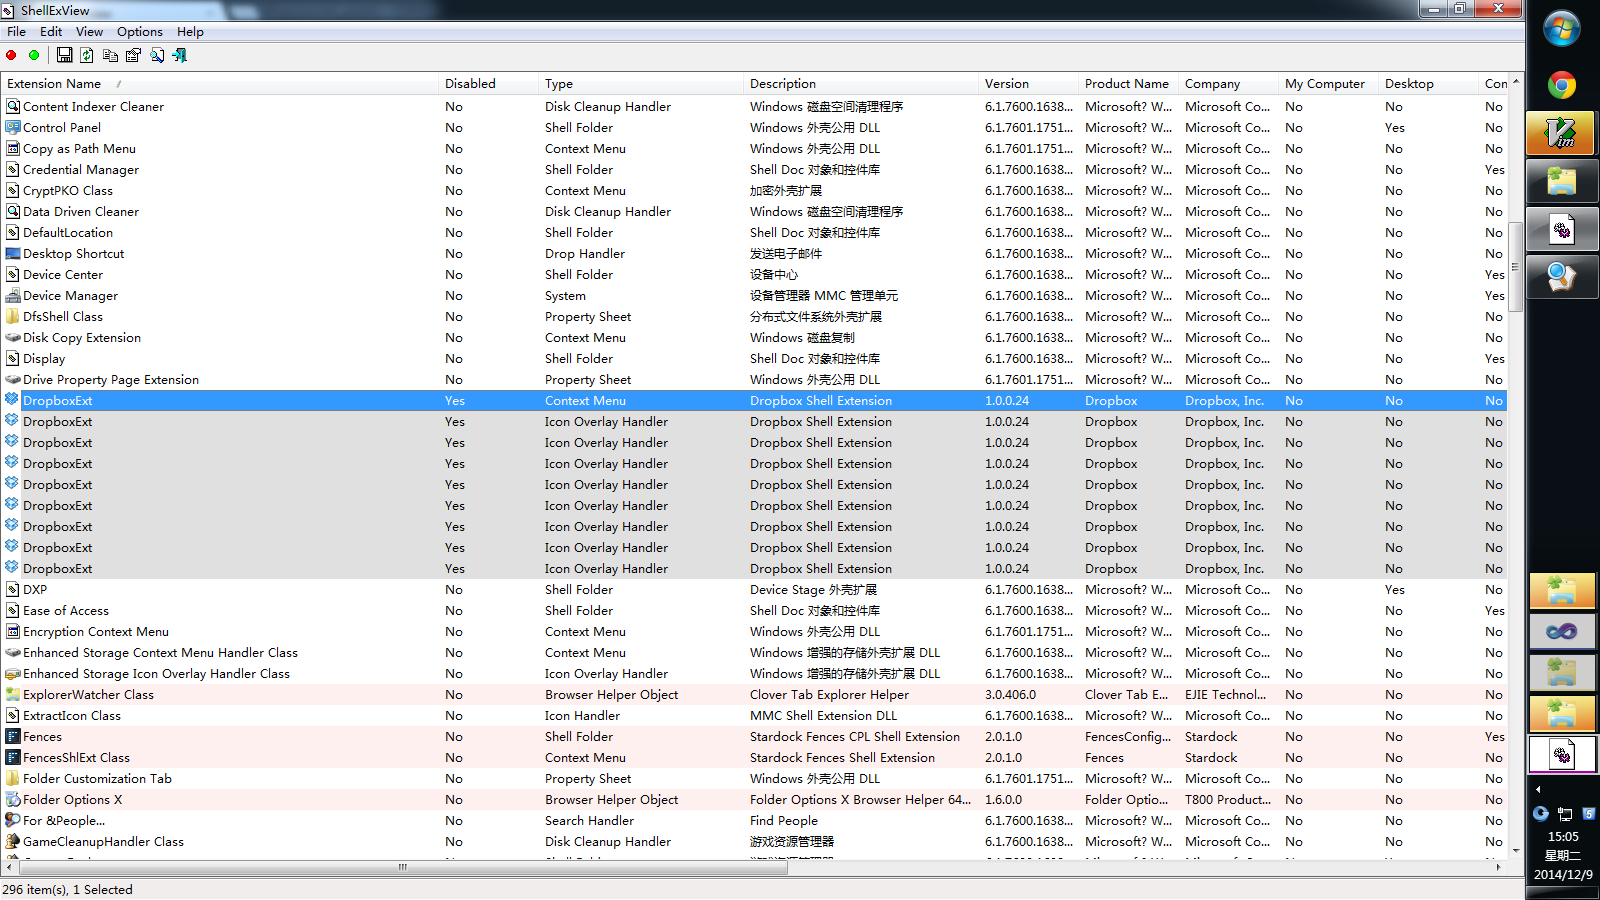 ShellExView
File Edit View Options Help
Extension Name / Disabled Type Description Version Product Name Company My Computer Desktop Con
Content Indexer Cleaner No Disk Cleanup Handler Windows 磁盘空间清理程序 6.1.7600.1638... Microsoft? W... Microsoft Co... No No No
Control Panel No Shell Folder Windows 外壳公用 DLL 6.1.7601.1751... Microsoft? W... Microsoft Co... No Yes No
Copy as Path Menu No Context Menu Windows 外壳公用 DLL 6.1.7601.1751... Microsoft? W... Microsoft Co... No No No
Credential Manager No Shell Folder Shell Doc 对象和控件库 6.1.7600.1638... Microsoft? W... Microsoft Co... No No Yes
CryptPKO Class No Context Menu 加密外壳扩展 6.1.7600.1638... Microsoft? W... Microsoft Co... No No No
Data Driven Cleaner No Disk Cleanup Handler Windows 磁盘空间清理程序 6.1.7600.1638... Microsoft? W... Microsoft Co... No No No
DefaultLocation No Shell Folder Shell Doc 对象和控件库 6.1.7600.1638... Microsoft? W... Microsoft Co... No No No
Desktop Shortcut No Drop Handler 发送电子邮件 6.1.7600.1638... Microsoft? W... Microsoft Co... No No No
Device Center No Shell Folder 设备中心 6.1.7600.1638... Microsoft? W... Microsoft Co... No No Yes
Device Manager No System 设备管理器 MMC 管理单元 6.1.7600.1638... Microsoft? W... Microsoft Co... No No Yes
DfsShell Class No Property Sheet 分布式文件系统外壳扩展 6.1.7600.1638... Microsoft? W... Microsoft Co... No No No
Disk Copy Extension No Context Menu Windows 磁盘复制 6.1.7600.1638... Microsoft? W... Microsoft Co... No No No
Display No Shell Folder Shell Doc 对象和控件库 6.1.7600.1638... Microsoft? W... Microsoft Co... No No Yes
Drive Property Page Extension No Property Sheet Windows 外壳公用 DLL 6.1.7601.1751... Microsoft? W... Microsoft Co... No No No
DropboxExt Yes Context Menu Dropbox Shell Extension 1.0.0.24 Dropbox Dropbox, Inc. No No No
DropboxExt Yes Icon Overlay Handler Dropbox Shell Extension 1.0.0.24 Dropbox Dropbox, Inc. No No No
DropboxExt Yes Icon Overlay Handler Dropbox Shell Extension 1.0.0.24 Dropbox Dropbox, Inc. No No No
DropboxExt Yes Icon Overlay Handler Dropbox Shell Extension 1.0.0.24 Dropbox Dropbox, Inc. No No No
DropboxExt Yes Icon Overlay Handler Dropbox Shell Extension 1.0.0.24 Dropbox Dropbox, Inc. No No No
DropboxExt Yes Icon Overlay Handler Dropbox Shell Extension 1.0.0.24 Dropbox Dropbox, Inc. No No No
DropboxExt Yes Icon Overlay Handler Dropbox Shell Extension 1.0.0.24 Dropbox Dropbox, Inc. No No No
DropboxExt Yes Icon Overlay Handler Dropbox Shell Extension 1.0.0.24 Dropbox Dropbox, Inc. No No No
DropboxExt Yes Icon Overlay Handler Dropbox Shell Extension 1.0.0.24 Dropbox Dropbox, Inc. No No No
DXP No Shell Folder Device Stage 外壳扩展 6.1.7600.1638... Microsoft? W... Microsoft Co... No Yes No
Ease of Access No Shell Folder Shell Doc 对象和控件库 6.1.7600.1638... Microsoft? W... Microsoft Co... No No Yes
Encryption Context Menu No Context Menu Windows 外壳公用 DLL 6.1.7601.1751... Microsoft? W... Microsoft Co... No No No
Enhanced Storage Context Menu Handler Class No Context Menu Windows 增强的存储外壳扩展 DLL 6.1.7600.1638... Microsoft? W... Microsoft Co... No No No
Enhanced Storage Icon Overlay Handler Class No Icon Overlay Handler Windows 增强的存储外壳扩展 DLL 6.1.7600.1638... Microsoft? W... Microsoft Co... No No No
ExplorerWatcher Class No Browser Helper Object Clover Tab Explorer Helper 3.0.406.0 Clover Tab E... EJIE Technol... No No No
ExtractIcon Class No Icon Handler MMC Shell Extension DLL 6.1.7600.1638... Microsoft? W... Microsoft Co... No No No
Fences No Shell Folder Stardock Fences CPL Shell Extension 2.0.1.0 FencesConfig... Stardock No No Yes
FencesShlExt Class No Context Menu Stardock Fences Shell Extension 2.0.1.0 Fences Stardock No No No
Folder Customization Tab No Property Sheet Windows 外壳公用 DLL 6.1.7601.1751... Microsoft? W... Microsoft Co... No No No
Folder Options X No Browser Helper Object Folder Options X Browser Helper 64... 1.6.0.0 Folder Optio... T800 Product... No No No
For &People... No Search Handler Find People 6.1.7600.1638... Microsoft? W... Microsoft Co... No No No
GameCleanupHandler Class No Disk Cleanup Handler 游戏资源管理器 6.1.7600.1638... Microsoft? W... Microsoft Co... No No No
296 item(s), 1 Selected
Vim
5
15:05
星期二
2014/12/9